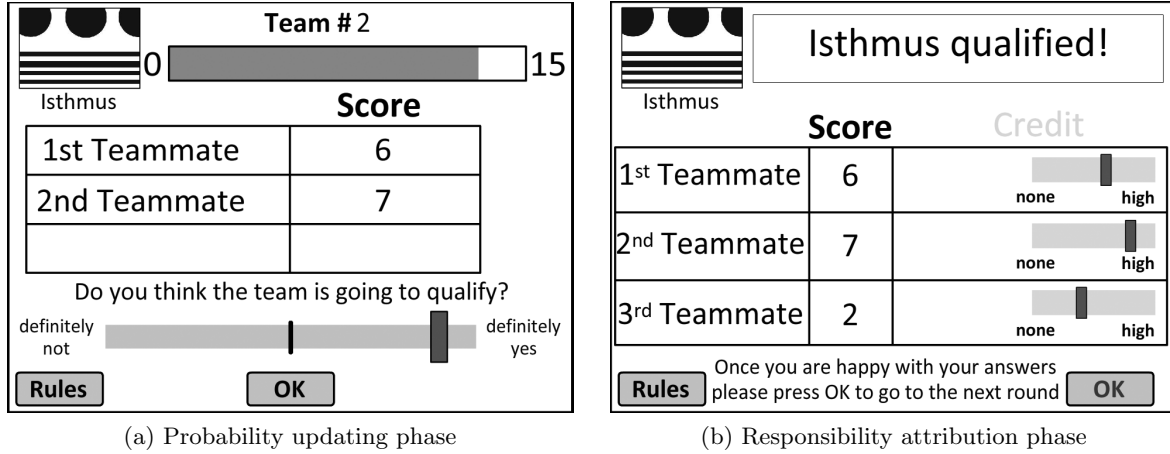 Team # 2
0
15
Isthmus
Score
1st Teammate 6
2nd Teammate 7
Do you think the team is going to qualify?
definitely not
definitely yes
Rules
OK
(a) Probability updating phase
Isthmus qualified!
Isthmus
Score Credit
1st Teammate 6
none high
2nd Teammate 7
none high
3rd Teammate 2
none high
Once you are happy with your answers
please press OK to go to the next round
Rules
OK
(b) Responsibility attribution phase